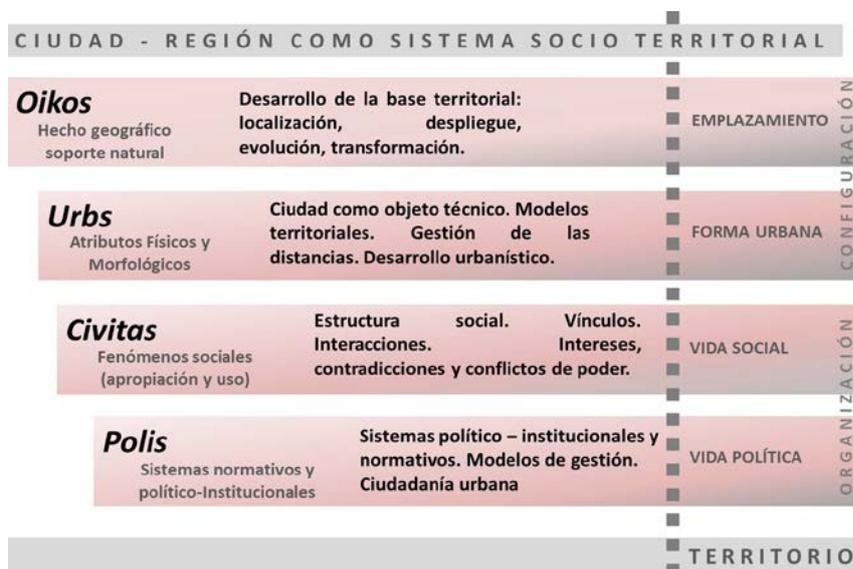 CIUDAD - REGIÓN COMO SISTEMA SOCIO TERRITORIAL
Oikos
Hecho geográfico
soporte natural
Desarrollo de la base territorial:
localización, despliegue,
evolución, transformación.
EMPLAZAMIENTO
Urbs
Atributos Físicos y
Morfológicos
Ciudad como objeto técnico. Modelos
territoriales. Gestión de las
distancias. Desarrollo urbanístico.
FORMA URBANA
CONFIGURACIÓN
Civitas
Fenómenos sociales
(apropiación y uso)
Estructura social. Vínculos.
Interacciones. Intereses,
contradicciones y conflictos de poder.
VIDA SOCIAL
Polis
Sistemas normativos y
político-Institucionales
Sistemas político – institucionales y
normativos. Modelos de gestión.
Ciudadanía urbana
VIDA POLÍTICA
ORGANIZACIÓN
TERRITORIO